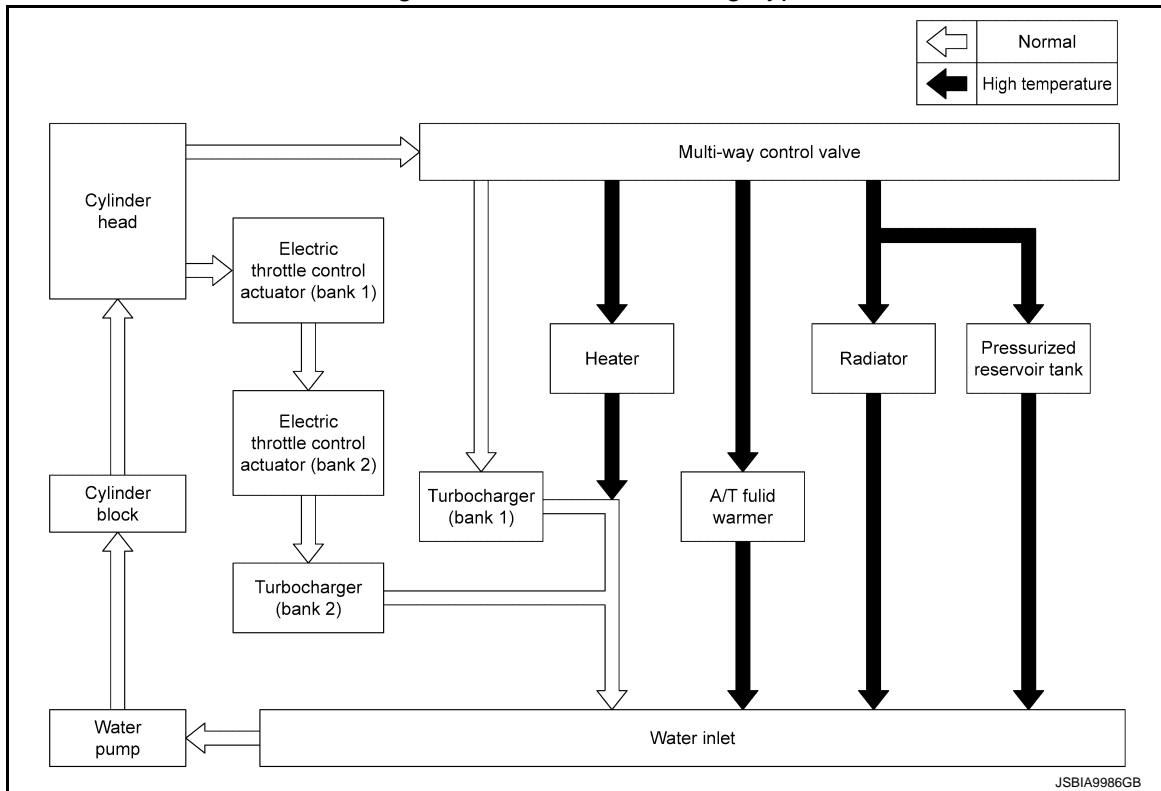 Normal
High temperature
Multi-way control valve
Cylinder
head
Electric
throttle control
actuator (bank 1)
Heater
Radiator
Pressurized
reservoir tank
Electric
throttle control
actuator (bank 2)
Cylinder
block
Turbocharger
(bank 1)
A/T fulid
warmer
Turbocharger
(bank 2)
Water
pump
Water inlet
JSBIA9986GB